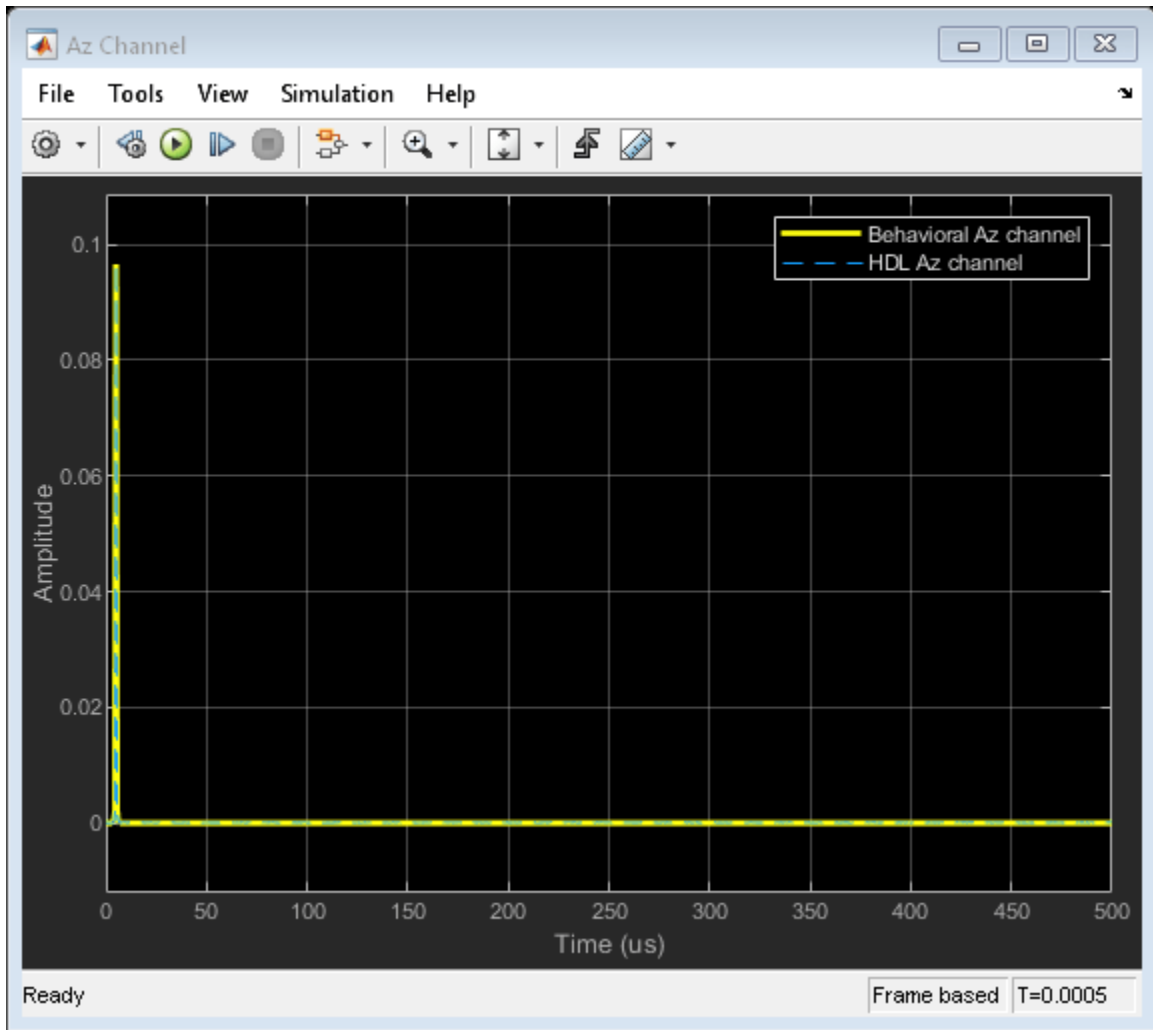 Az Channel
File Tools View Simulation Help
Behavioral Az channel
HDL Az channel
0.1
0.08
0.06
0.04
0.02
0
Amplitude
0 50 100 150 200 250 300 350 400 450 500
Time (us)
Ready Frame based T=0.0005